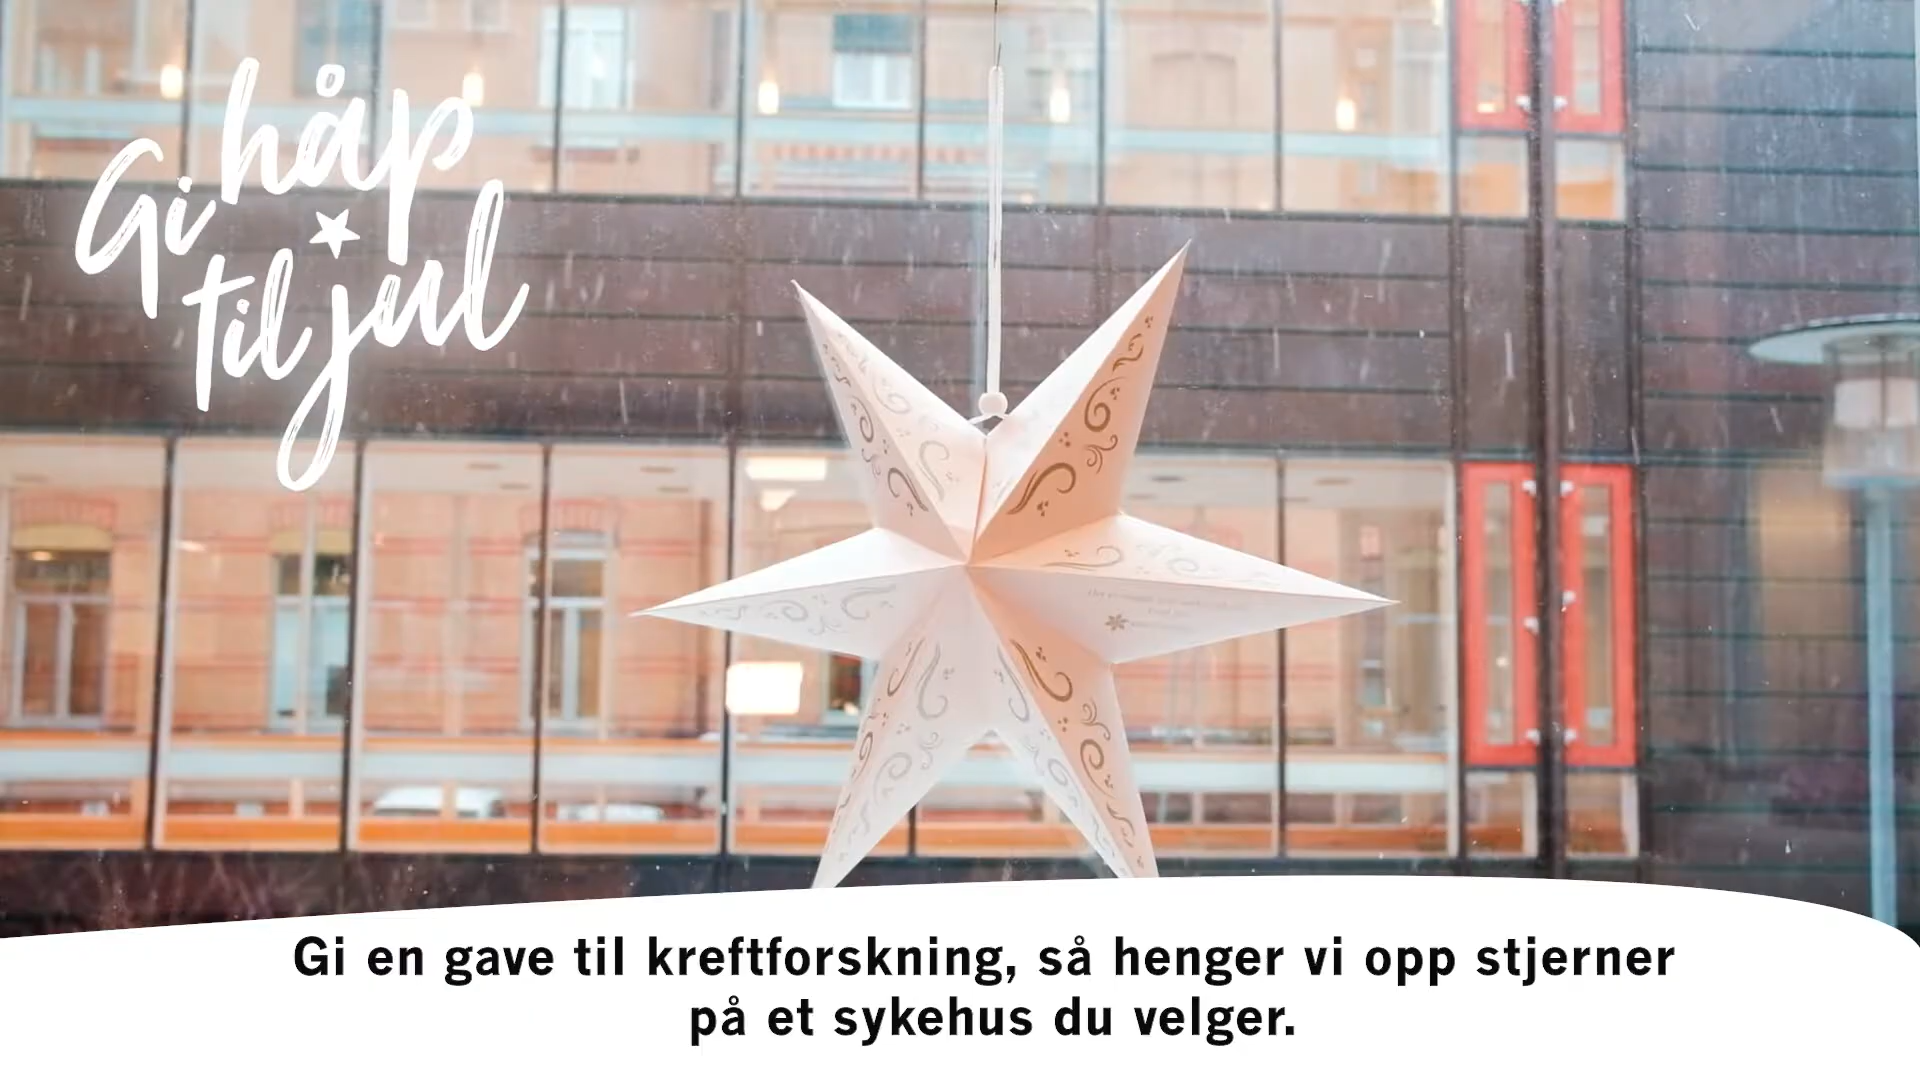 Gi håp
til jul
Gi en gave til kreftforskning, så henger vi opp stjerner
på et sykehus du velger.